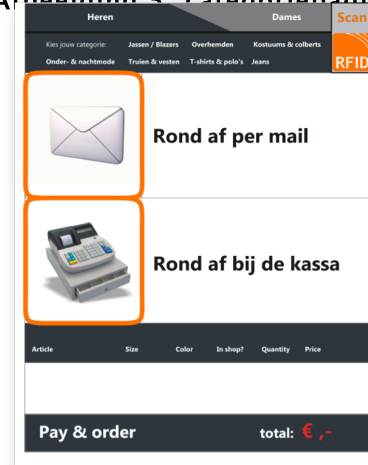 Heren Dames Scan
Kies jouw categorie: Jassen / Blazers Overhemden Kostuums & colberts
Onder- & nachtmode Truien & vesten T-shirts & polo's Jeans
RFID
Rond af per mail
Rond af bij de kassa
Article Size Color In shop? Quantity Price
Pay & order total: € ,-